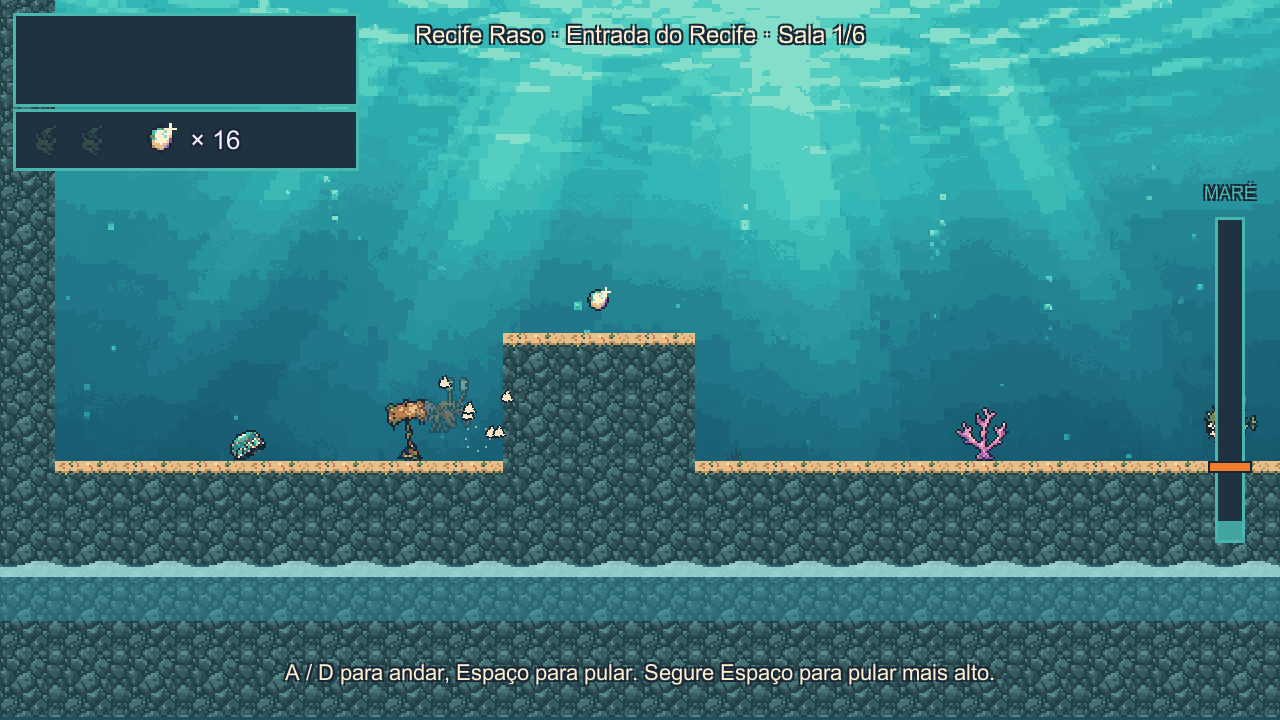 Recife Raso · Entrada do Recife · Sala 1/6
× 16
MARÉ
A / D para andar, Espaço para pular. Segure Espaço para pular mais alto.